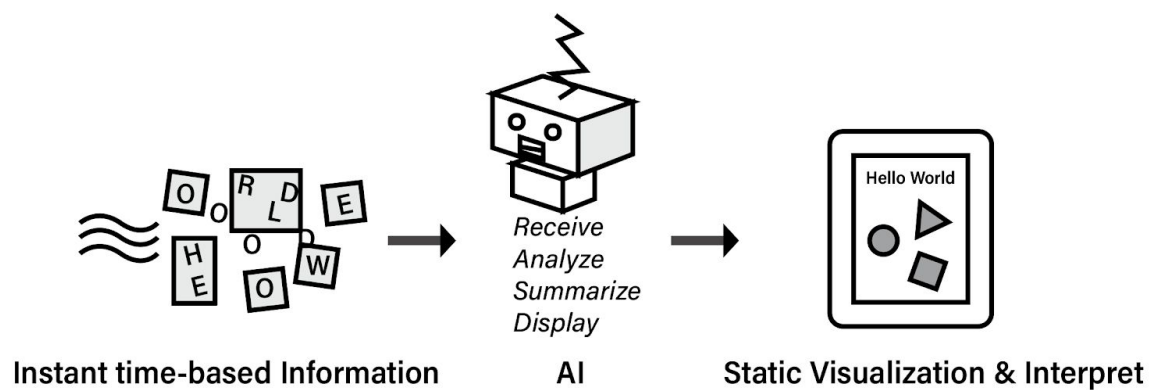 O
O
R
D
L
E
H
E
O
O
W
Receive
Analyze
Summarize
Display
Hello World
Instant time-based Information
AI
Static Visualization & Interpret